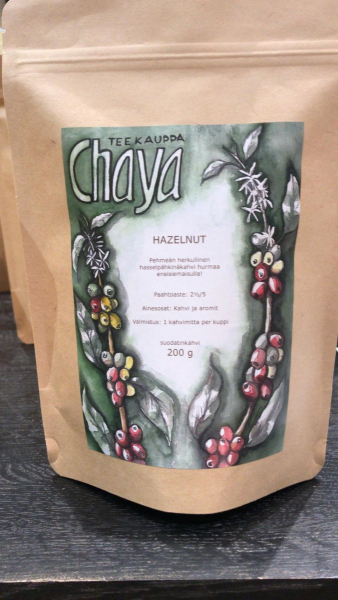 TEEKAUPPA
Chaya
HAZELNUT
Pehmeän herkullinen
hasselpähkinäkahvi hurmaa
ensisiemaisulla!
Paahtoaste: 2½/5
Ainesosat: Kahvi ja aromit
Valmistus: 1 kahvimitta per kuppi
suodatinkahvi
200 g